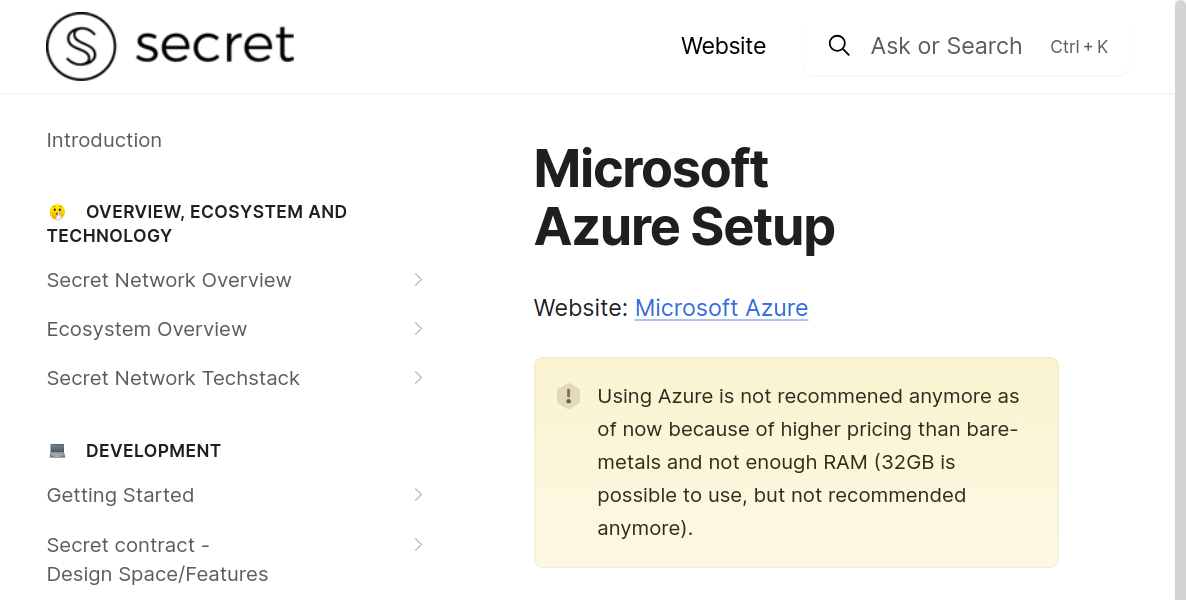 secret
Website
Ask or Search
Ctrl + K
Introduction
OVERVIEW, ECOSYSTEM AND
TECHNOLOGY
Secret Network Overview
Ecosystem Overview
Secret Network Techstack
DEVELOPMENT
Getting Started
Secret contract -
Design Space/Features
Microsoft
Azure Setup
Website: Microsoft Azure
Using Azure is not recommened anymore as
of now because of higher pricing than bare-
metals and not enough RAM (32GB is
possible to use, but not recommended
anymore).